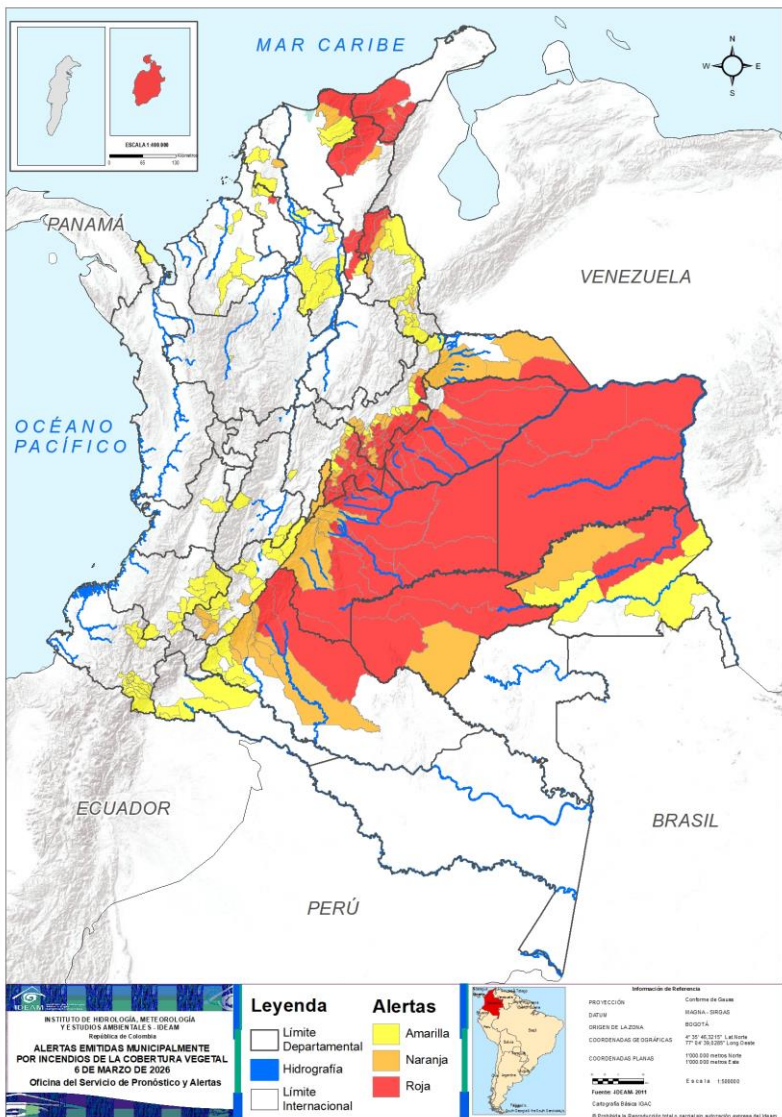 MAR CARIBE
N
W
E
S
ESCALA 1:400.000
PANAMÁ
VENEZUELA
OCÉANO
PACÍFICO
ECUADOR
BRASIL
PERÚ
IDEAM
INSTITUTO DE HIDROLOGÍA, METEOROLOGÍA
Y ESTUDIOS AMBIENTALES - IDEAM
República de Colombia
ALERTAS EMITIDAS MUNICIPALMENTE
POR INCENDIOS DE LA COBERTURA VEGETAL
6 DE MARZO DE 2026
Oficina del Servicio de Pronóstico y Alertas
Leyenda
Límite
Departamental
Hidrografía
Límite
Internacional
Alertas
Amarilla
Naranja
Roja
Información de Referencia
PROYECCIÓN Conforme de Gauss
DATUM MAGNA - SIRGAS
ORIGEN DE LA ZONA BOGOTÁ
COORDENADAS GEOGRÁFICAS
COORDENADAS PLANAS 1'000.000 metros Norte
1'000.000 metros Este
Escala 1:500000
Fuente: IDEAM- 2011
Cartografía Básica IGAC